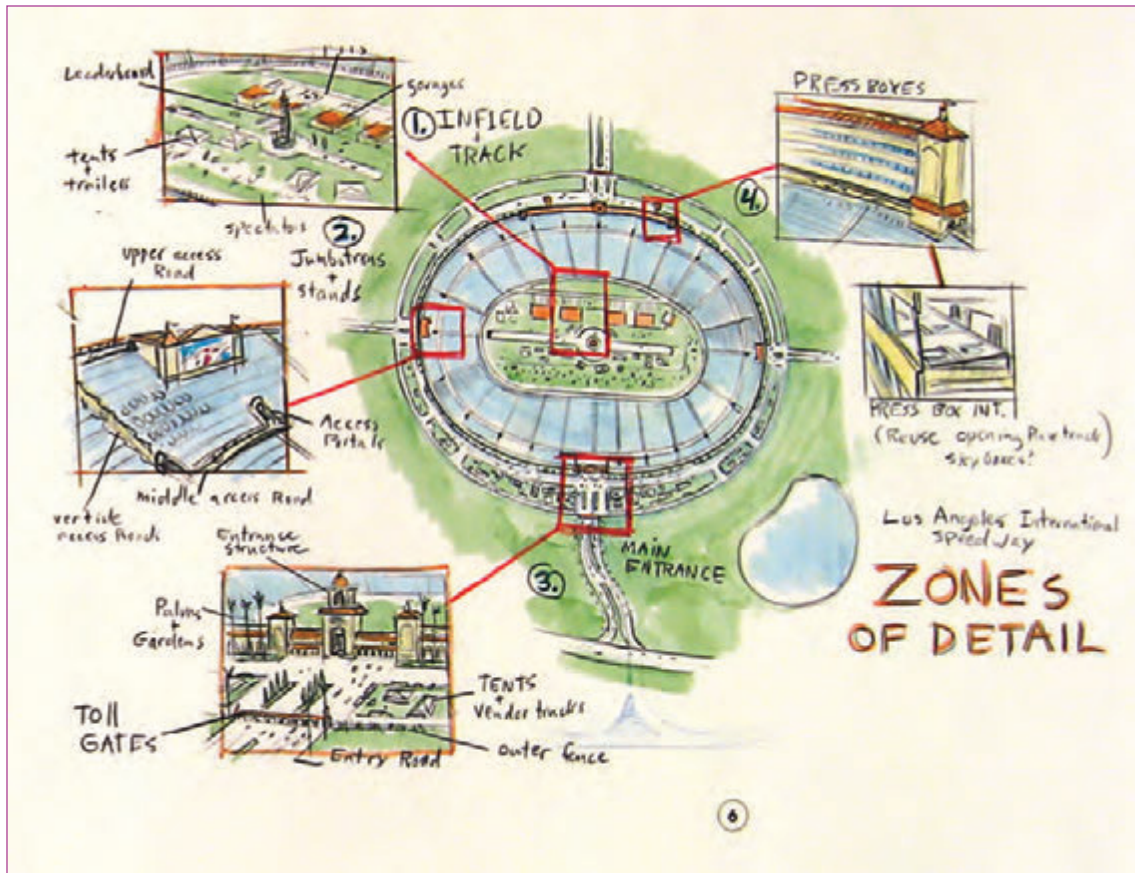 Leaderboard
garages
tents
+
trailers
spectators
1. INFIELD
+
TRACK
2.
Jumbotrons
+
stands
upper access
Road
Access
Portals
middle access Road
access Roads
Entrance
structure
Palms
+
Gardens
TOLL
GATES
Entry Road
outer fence
TENTS
+
Vendor trucks
3.
MAIN
ENTRANCE
PRESS BOXES
4.
PRESS BOX INT.
(Reuse opening Racetrack)
sky boxes!
Los Angeles International
Speedway
ZONES
OF DETAIL
6